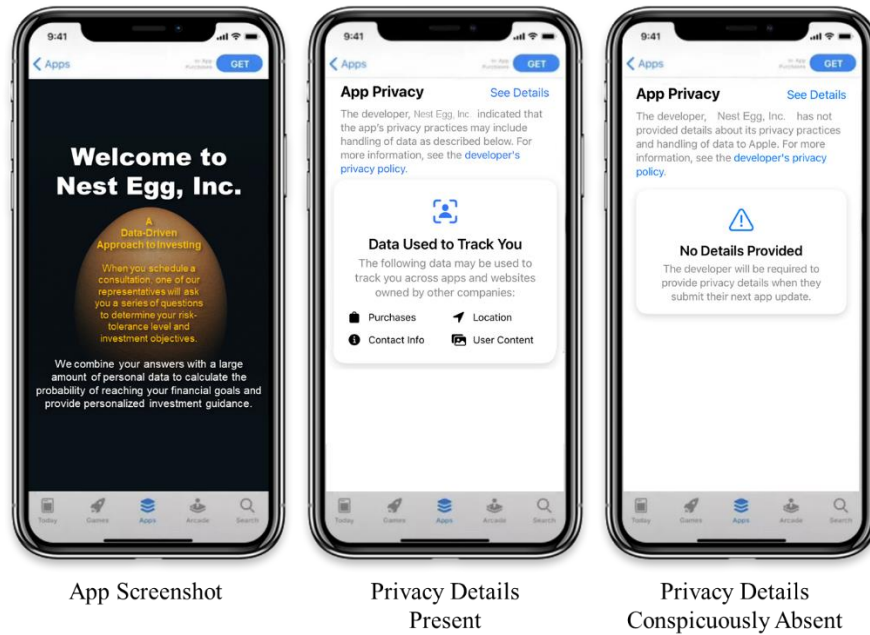 9:41
Apps
In-App
Purchases
GET
Welcome to
Nest Egg, Inc.
A
Data-Driven
Approach to Investing
When you schedule a
consultation, one of our
representatives will ask
you a series of questions
to determine your risk-
tolerance level and
investment objectives.
We combine your answers with a large
amount of personal data to calculate the
probability of reaching your financial goals and
provide personalized investment guidance.
Today
Games
Apps
Arcade
Search
App Screenshot
9:41
Apps
In-App
Purchases
GET
App Privacy
See Details
The developer, Nest Egg, Inc. indicated that
the app's privacy practices may include
handling of data as described below. For
more information, see the developer's
privacy policy.
Data Used to Track You
The following data may be used to
track you across apps and websites
owned by other companies:
Purchases
Location
Contact Info
User Content
Today
Games
Apps
Arcade
Search
Privacy Details
Present
9:41
Apps
In-App
Purchases
GET
App Privacy
See Details
The developer, Nest Egg, Inc. has not
provided details about its privacy practices
and handling of data to Apple. For more
information, see the developer's privacy
policy.
No Details Provided
The developer will be required to
provide privacy details when they
submit their next app update.
Today
Games
Apps
Arcade
Search
Privacy Details
Conspicuously Absent